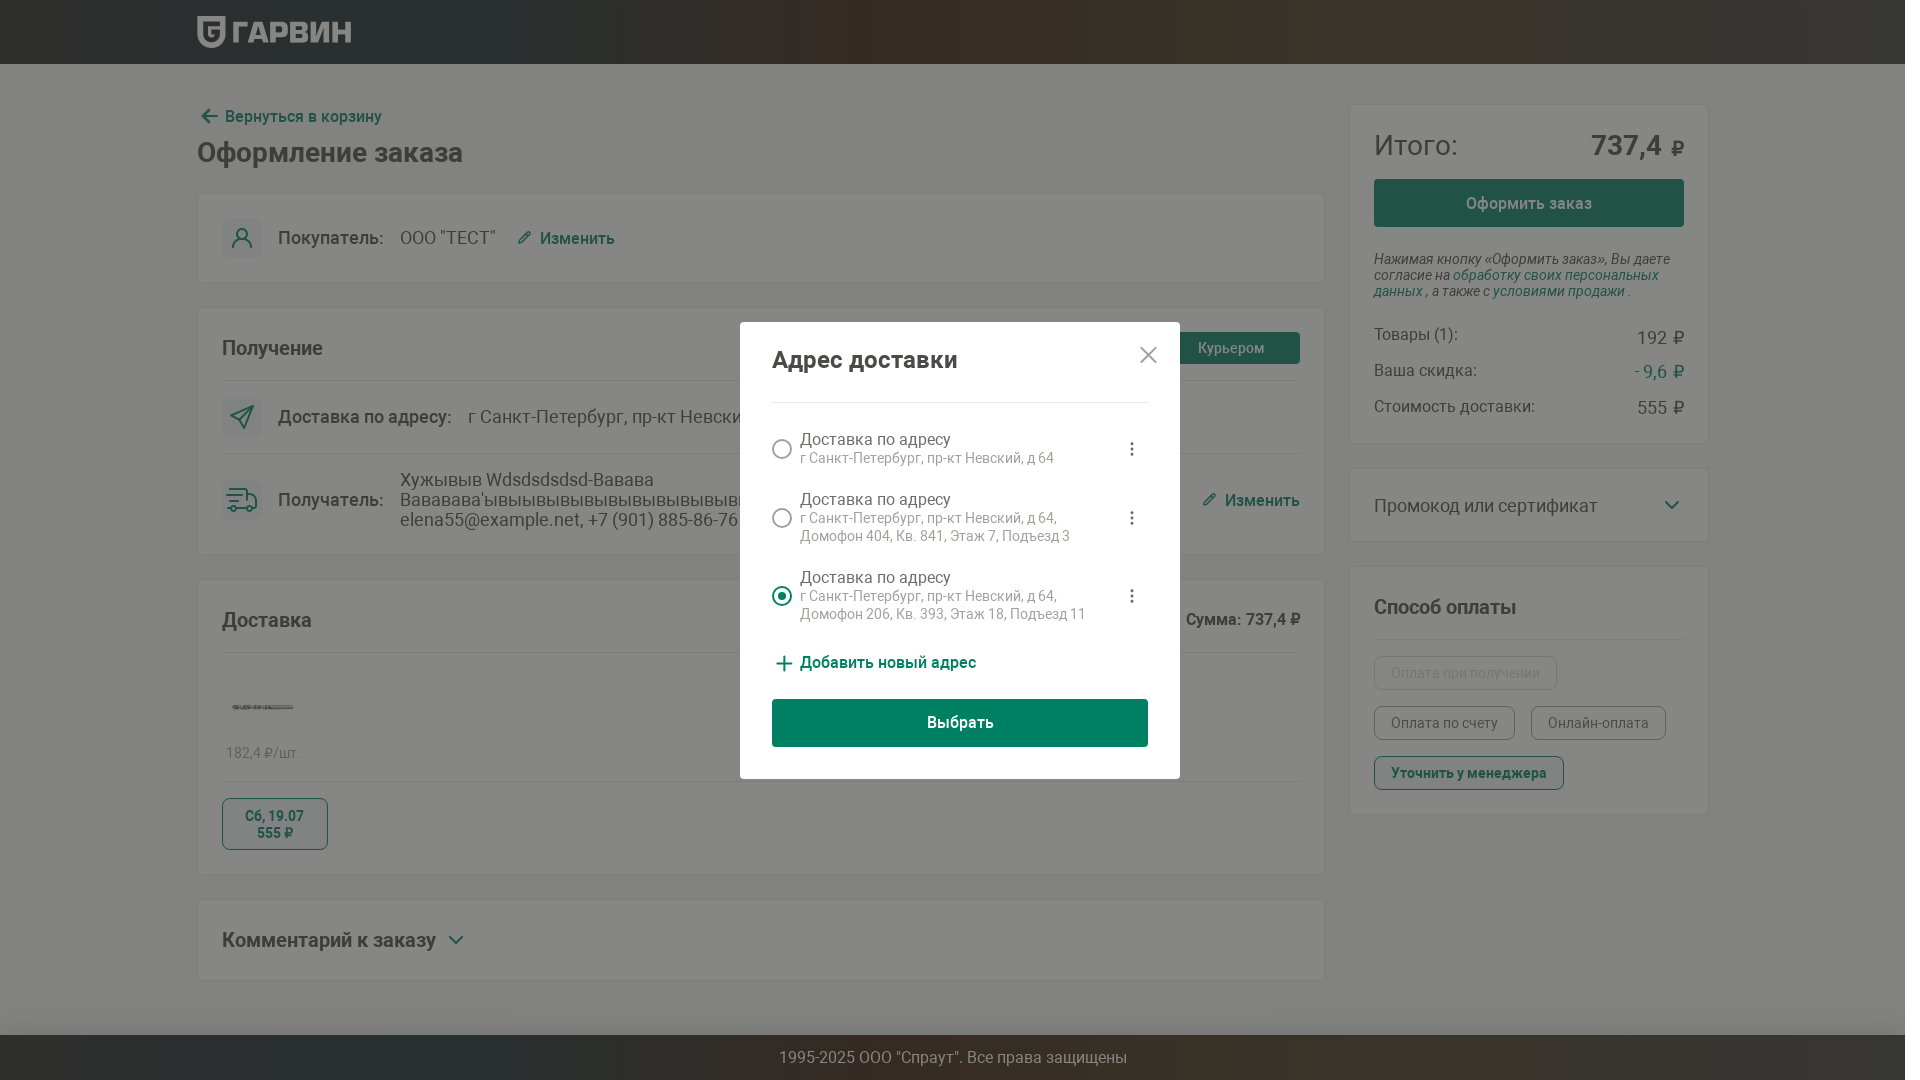 ГАРВИН
Вернуться в корзину
Оформление заказа
Покупатель: ООО "ТЕСТ" Изменить
Получение
Курьером
Доставка по адресу: г Санкт-Петербург, пр-кт Невски
Получатель:
Хужывыв Wdsdsdsdsd-Вавава
Вававава'ывыывывывывывывывывывы
elena55@example.net, +7 (901) 885-86-76
Изменить
Доставка
Сумма: 737,4 ₽
182,4 ₽/шт.
Сб, 19.07
555 ₽
Комментарий к заказу
Адрес доставки
Доставка по адресу
г Санкт-Петербург, пр-кт Невский, д 64
Доставка по адресу
г Санкт-Петербург, пр-кт Невский, д 64,
Домофон 404, Кв. 841, Этаж 7, Подъезд 3
Доставка по адресу
г Санкт-Петербург, пр-кт Невский, д 64,
Домофон 206, Кв. 393, Этаж 18, Подъезд 11
Добавить новый адрес
Выбрать
Итого: 737,4 ₽
Оформить заказ
Нажимая кнопку «Оформить заказ», Вы даете
согласие на обработку своих персональных
данных , а также с условиями продажи .
Товары (1): 192 ₽
Ваша скидка: - 9,6 ₽
Стоимость доставки: 555 ₽
Промокод или сертификат
Способ оплаты
Оплата при получении
Оплата по счету Онлайн-оплата
Уточнить у менеджера
1995-2025 ООО "Спраут". Все права защищены